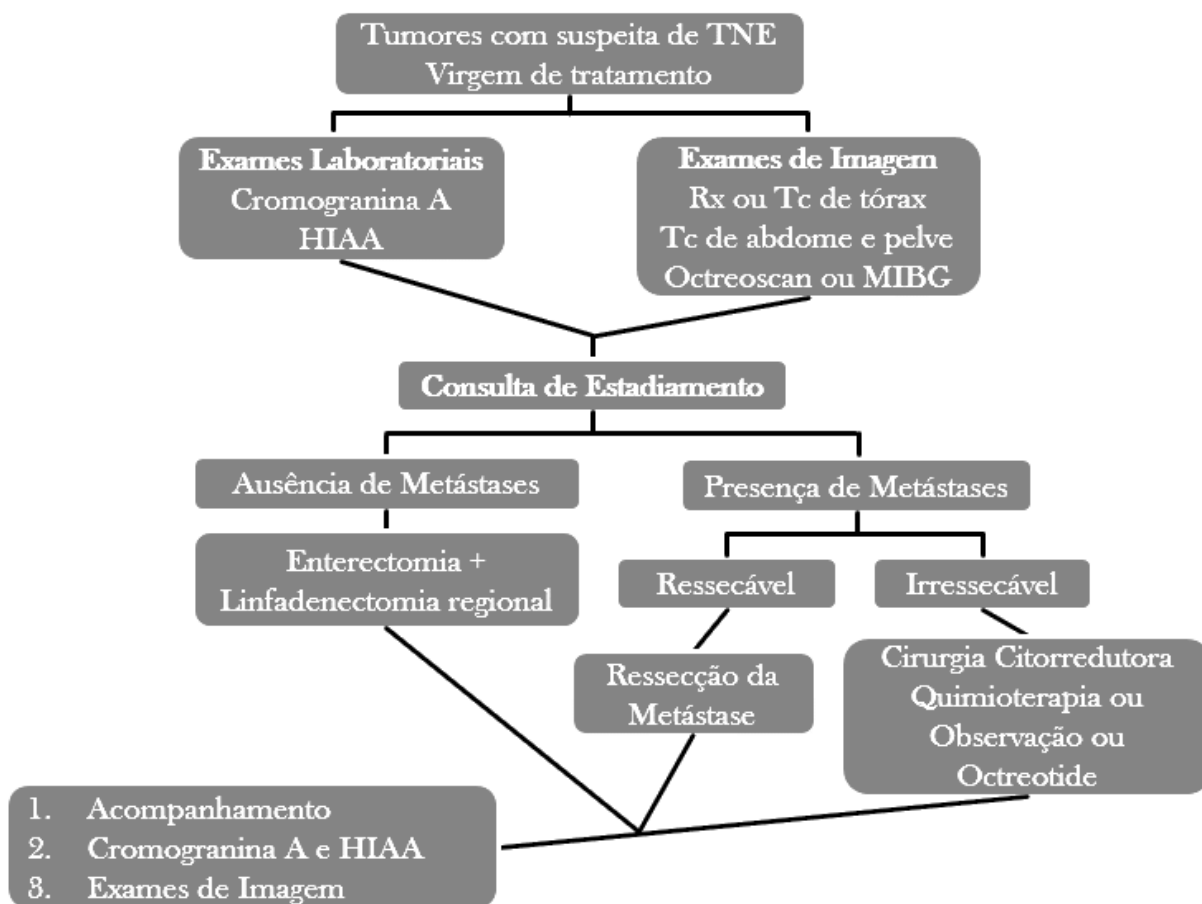 Tumores com suspeita de TNE
Virgem de tratamento
Exames Laboratoriais
Cromogranina A
HIAA
Exames de Imagem
Rx ou Tc de tórax
Tc de abdome e pelve
Octreoscan ou MIBG
Consulta de Estadiamento
Ausência de Metástases
Presença de Metástases
Enterectomia +
Linfadenectomia regional
Ressecável
Irressecável
Ressecção da
Metástase
Cirurgia Citorredutora
Quimioterapia ou
Observação ou
Octreotide
1. Acompanhamento
2. Cromogranina A e HIAA
3. Exames de Imagem